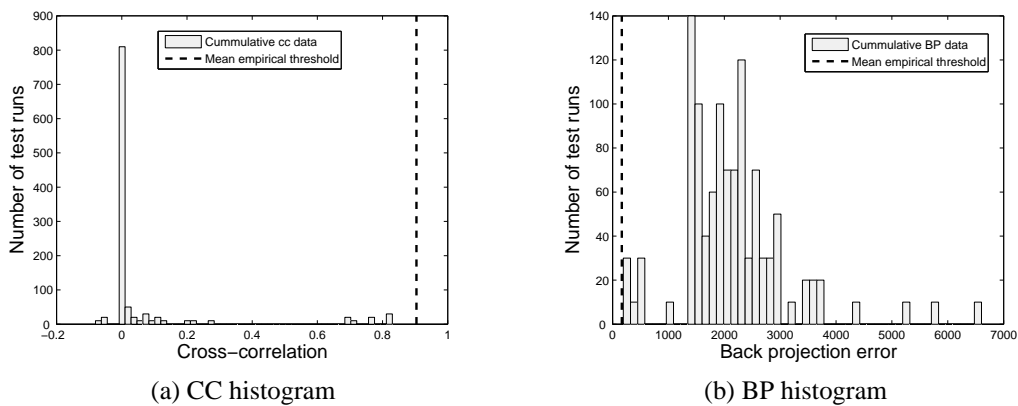 900
800
700
600
500
400
300
200
100
0
Number of test runs
Cummulative cc data
Mean empirical threshold
−0.2 0 0.2 0.4 0.6 0.8 1
Cross−correlation
(a) CC histogram
140
120
100
80
60
40
20
0
Number of test runs
Cummulative BP data
Mean empirical threshold
0 1000 2000 3000 4000 5000 6000 7000
Back projection error
(b) BP histogram